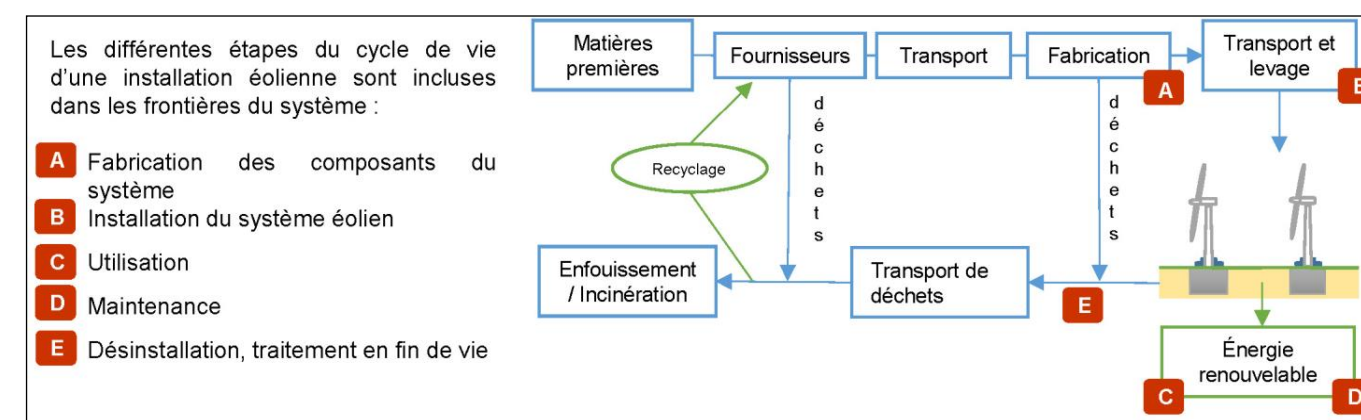 Les différentes étapes du cycle de vie
d'une installation éolienne sont incluses
dans les frontières du système :
A Fabrication des composants du
système
B Installation du système éolien
C Utilisation
D Maintenance
E Désinstallation, traitement en fin de vie
Matières
premières
Fournisseurs
Transport
Fabrication
A
Transport et
levage
B
déchets
déchets
Recyclage
Enfouissement
/ Incinération
Transport de
déchets
E
Énergie
renouvelable
C
D